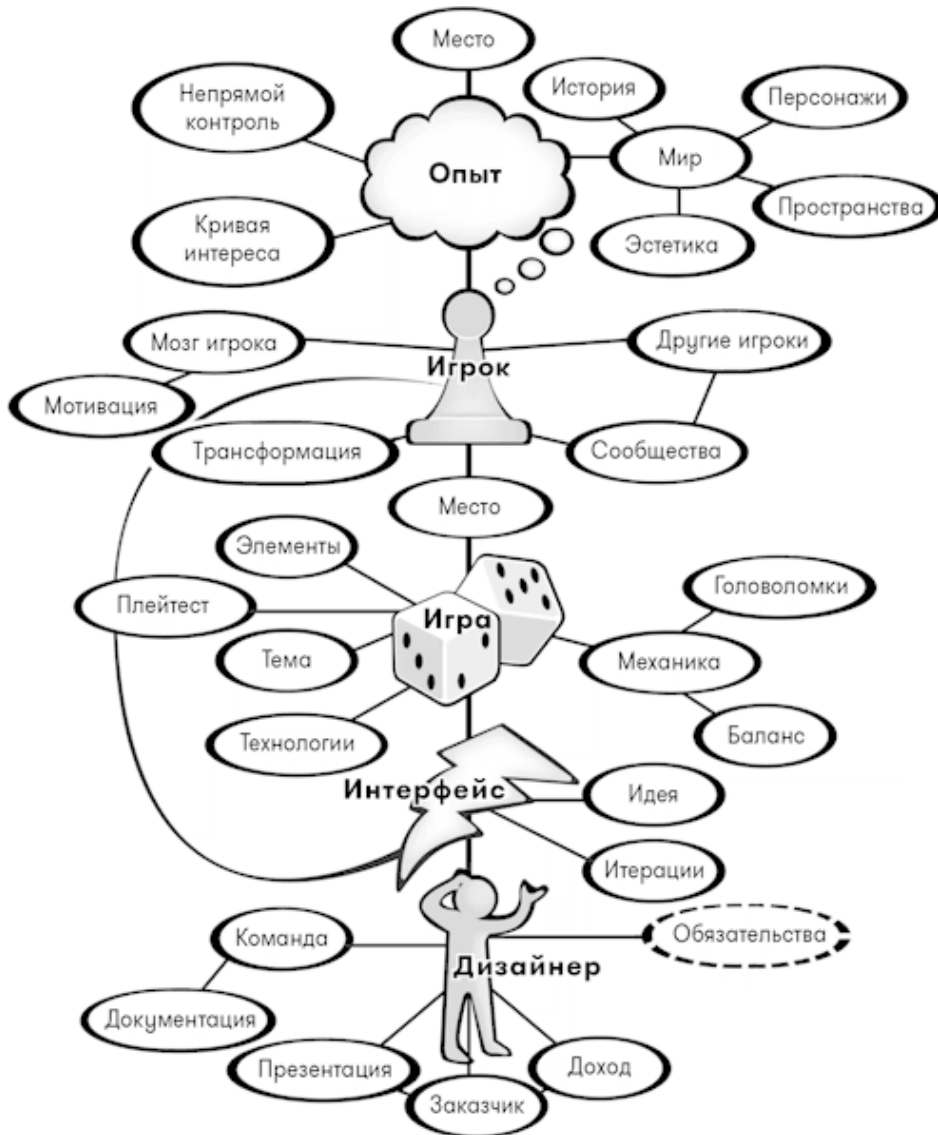 Место
История
Персонажи
Непрямой
контроль
Опыт
Мир
Пространства
Кривая
интереса
Эстетика
Мозг игрока
Другие игроки
Игрок
Мотивация
Трансформация
Сообщества
Место
Элементы
Головоломки
Плейтест
Игра
Тема
Механика
Технологии
Баланс
Интерфейс
Идея
Итерации
Команда
Обязательства
Дизайнер
Документация
Презентация
Доход
Заказчик